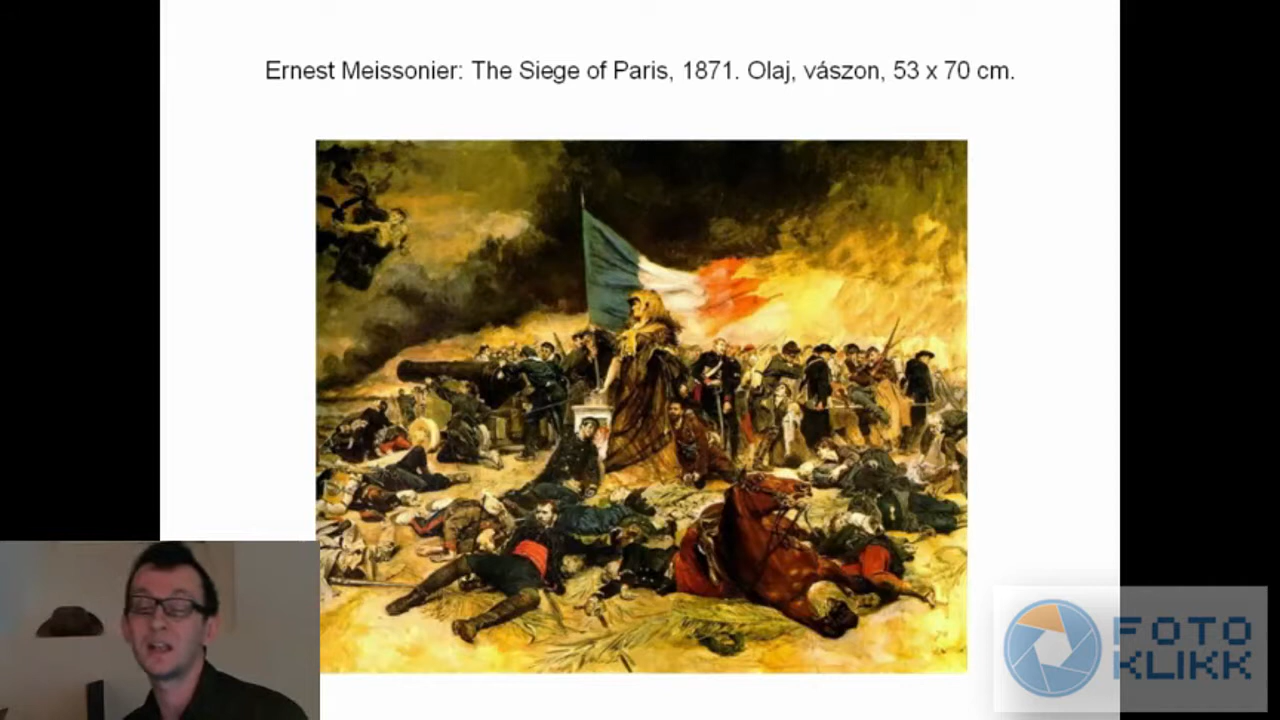 Ernest Meissonier: The Siege of Paris, 1871. Olaj, vászon, 53 x 70 cm.
FOTO
KLIKK